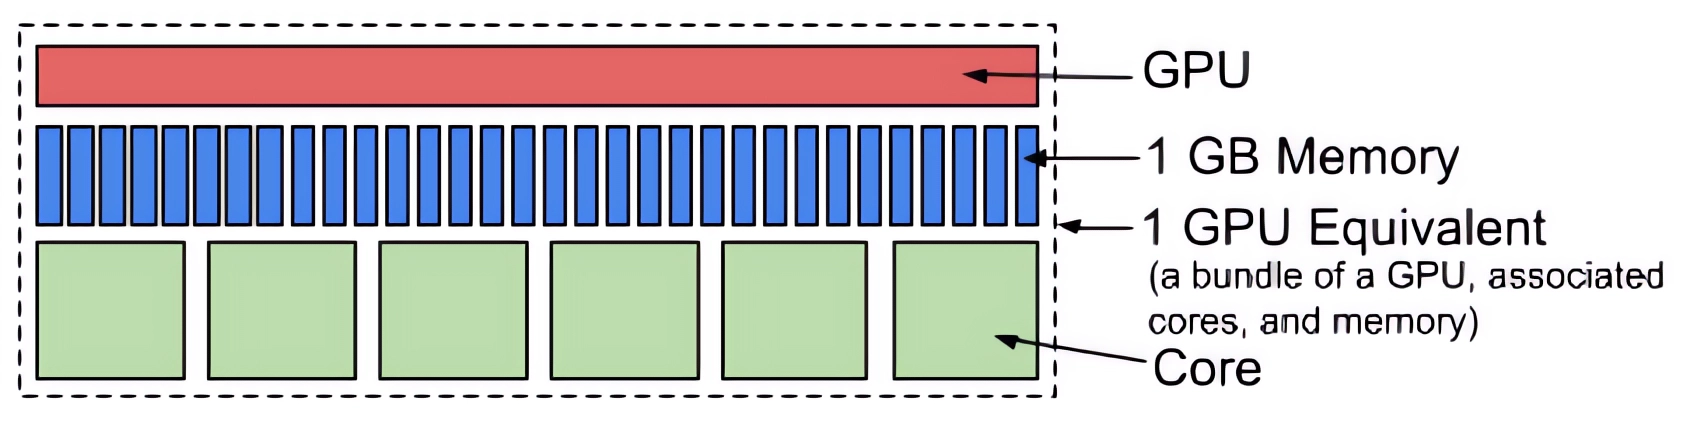 GPU
1 GB Memory
1 GPU Equivalent
(a bundle of a GPU, associated
cores, and memory)
Core